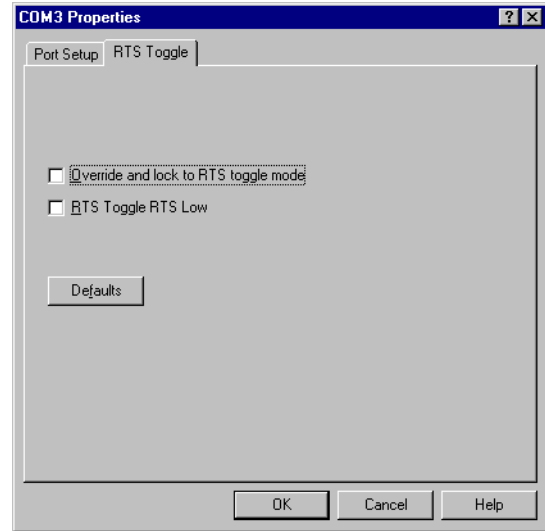 COM3 Properties
Port Setup RTS Toggle
Override and lock to RTS toggle mode
RTS Toggle RTS Low
Defaults
OK Cancel Help